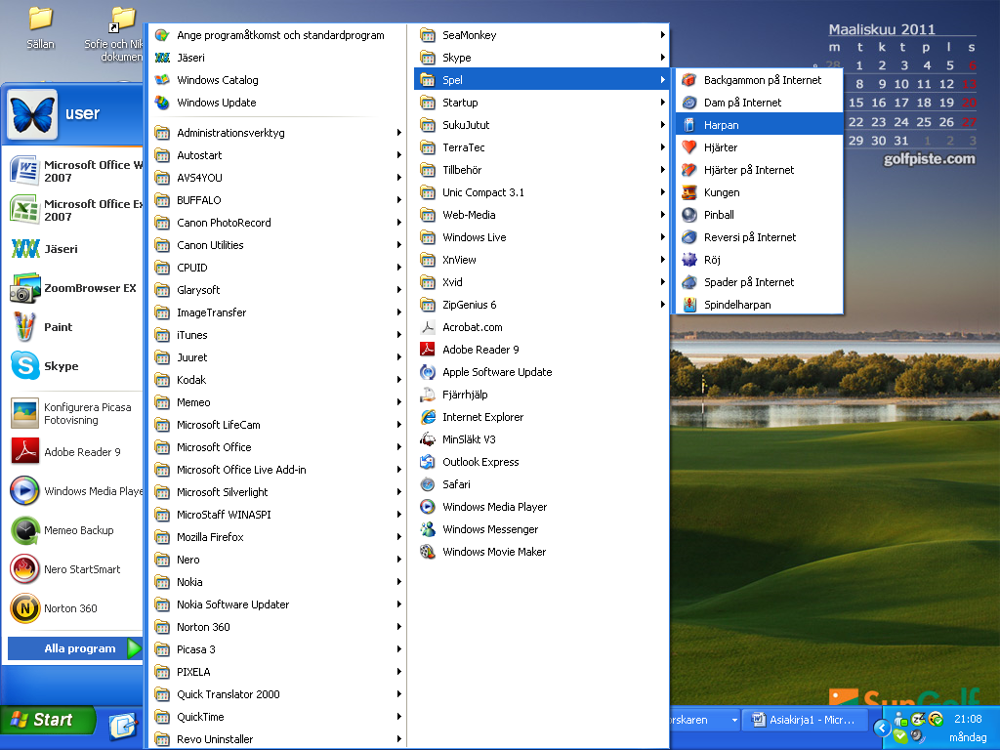 Sällan
Sofie och Nik
dokumen
user
Microsoft Office W
2007
Microsoft Office Ex
2007
Jäseri
ZoomBrowser EX
Paint
Skype
Konfigurera Picasa
Fotovisning
Adobe Reader 9
Windows Media Playe
Memeo Backup
Nero StartSmart
Norton 360
Alla program
Start
Ange programåtkomst och standardprogram
Jäseri
Windows Catalog
Windows Update
Administrationsverktyg
Autostart
AVS4YOU
BUFFALO
Canon PhotoRecord
Canon Utilities
CPUID
Glarysoft
ImageTransfer
iTunes
Juuret
Kodak
Memeo
Microsoft LifeCam
Microsoft Office
Microsoft Office Live Add-in
Microsoft Silverlight
MicroStaff WINASPI
Mozilla Firefox
Nero
Nokia
Nokia Software Updater
Norton 360
Picasa 3
PIXELA
Quick Translator 2000
QuickTime
Revo Uninstaller
SeaMonkey
Skype
Spel
Startup
SukuJutut
TerraTec
Tillbehör
Unic Compact 3.1
Web-Media
Windows Live
XnView
Xvid
ZipGenius 6
Acrobat.com
Adobe Reader 9
Apple Software Update
Fjärrhjälp
Internet Explorer
MinSläkt V3
Outlook Express
Safari
Windows Media Player
Windows Messenger
Windows Movie Maker
Backgammon på Internet
Dam på Internet
Harpan
Hjärter
Hjärter på Internet
Kungen
Pinball
Reversi på Internet
Röj
Spader på Internet
Spindelharpan
Maaliskuu 2011
m t k t p l s
28 1 2 3 4 5 6
8 9 10 11 12 13
15 16 17 18 19 20
22 23 24 25 26 27
29 30 31 1 2 3
golfpiste.com
SunGolf
orskaren
Asiakirja1 - Micr...
21:08
måndag